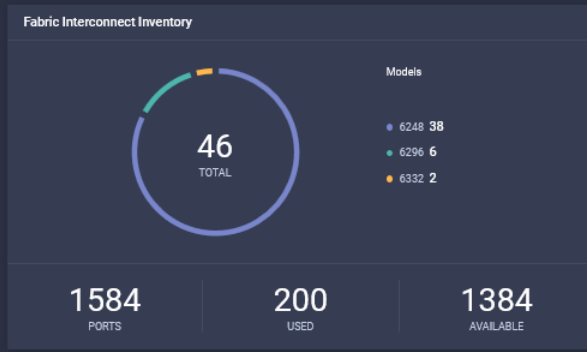 Fabric Interconnect Inventory
Models
46
TOTAL
6248 38
6296 6
6332 2
1584 200 1384
PORTS USED AVAILABLE